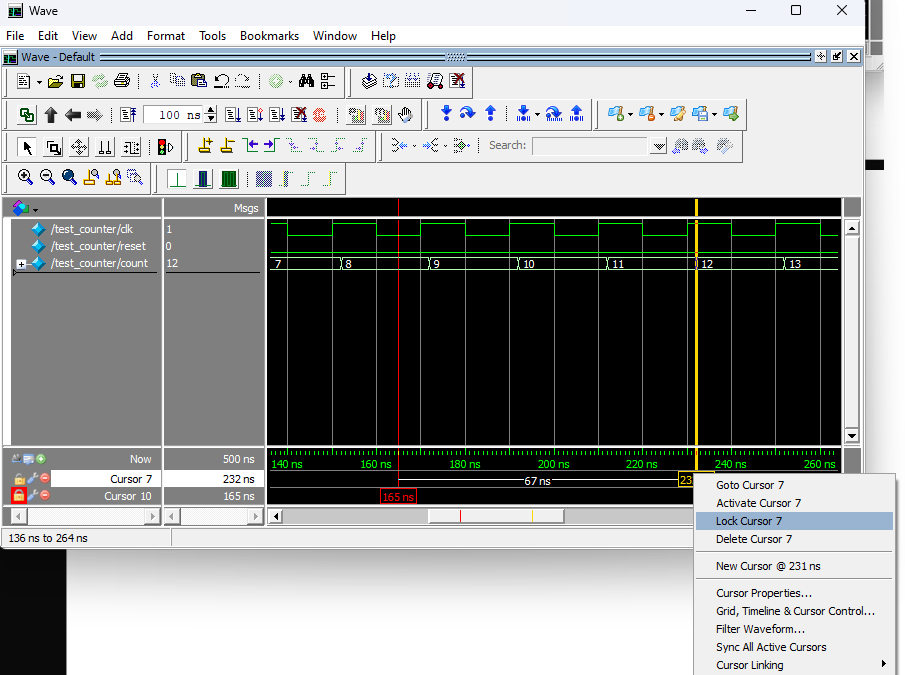 Wave
File Edit View Add Format Tools Bookmarks Window Help
Wave - Default
100 ns
Search:
Msgs
/test_counter/clk 1
/test_counter/reset 0
/test_counter/count 12 7 8 9 10 11 12 13
Now 500 ns 140 ns 160 ns 180 ns 200 ns 220 ns 240 ns 260 ns
Cursor 7 232 ns 67 ns 23
Cursor 10 165 ns 165 ns
136 ns to 264 ns
Goto Cursor 7
Activate Cursor 7
Lock Cursor 7
Delete Cursor 7
New Cursor @ 231 ns
Cursor Properties...
Grid, Timeline & Cursor Control...
Filter Waveform...
Sync All Active Cursors
Cursor Linking